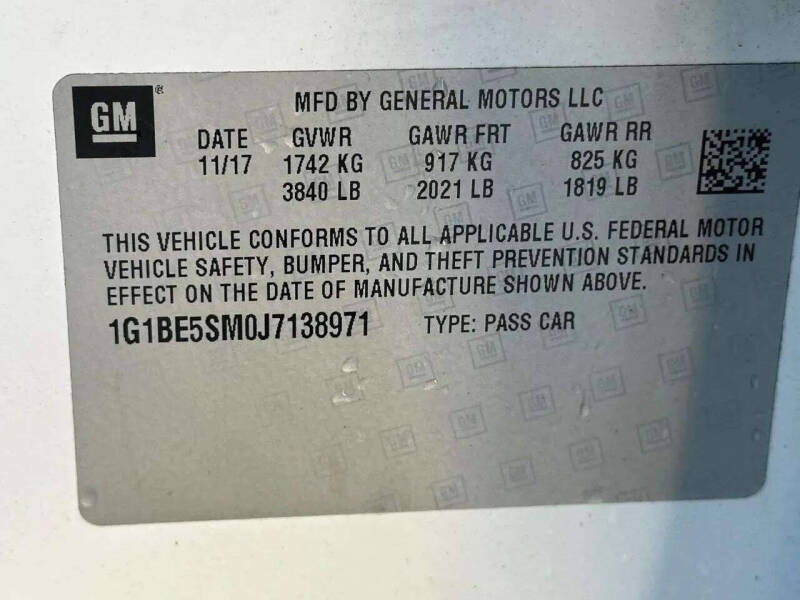 GM ®
MFD BY GENERAL MOTORS LLC
DATE GVWR GAWR FRT GAWR RR
11/17 1742 KG 917 KG 825 KG
3840 LB 2021 LB 1819 LB
THIS VEHICLE CONFORMS TO ALL APPLICABLE U.S. FEDERAL MOTOR
VEHICLE SAFETY, BUMPER, AND THEFT PREVENTION STANDARDS IN
EFFECT ON THE DATE OF MANUFACTURE SHOWN ABOVE.
1G1BE5SM0J7138971 TYPE: PASS CAR